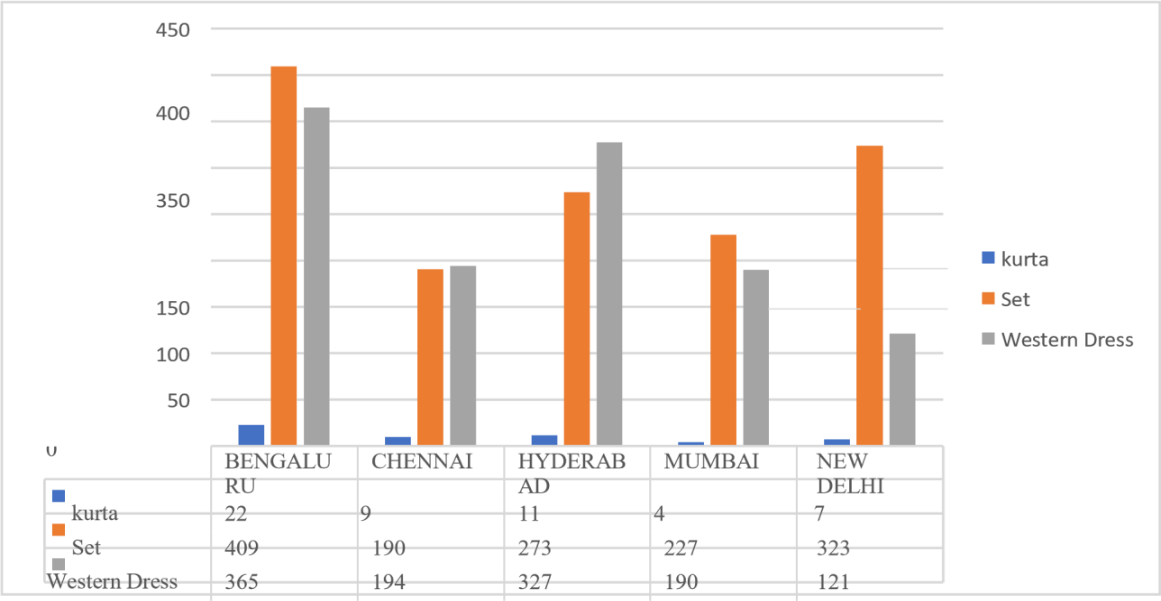 450
400
350
150
100
50
0
kurta
Set
Western Dress
BENGALU CHENNAI HYDERAB MUMBAI NEW
RU AD DELHI
kurta 22 9 11 4 7
Set 409 190 273 227 323
Western Dress 365 194 327 190 121